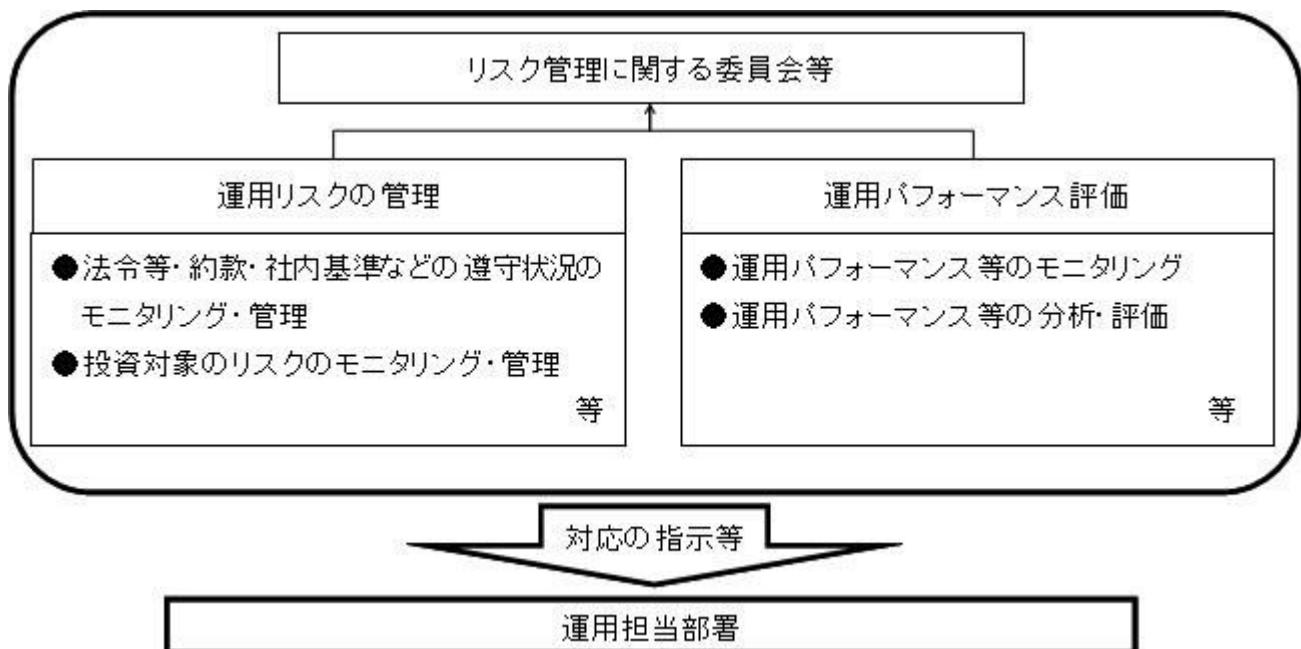 リスク管理に関する委員会等
運用リスクの管理
●法令等・約款・社内基準などの遵守状況の
モニタリング・管理
●投資対象のリスクのモニタリング・管理
等
運用パフォーマンス評価
●運用パフォーマンス等のモニタリング
●運用パフォーマンス等の分析・評価
等
対応の指示等
運用担当部署